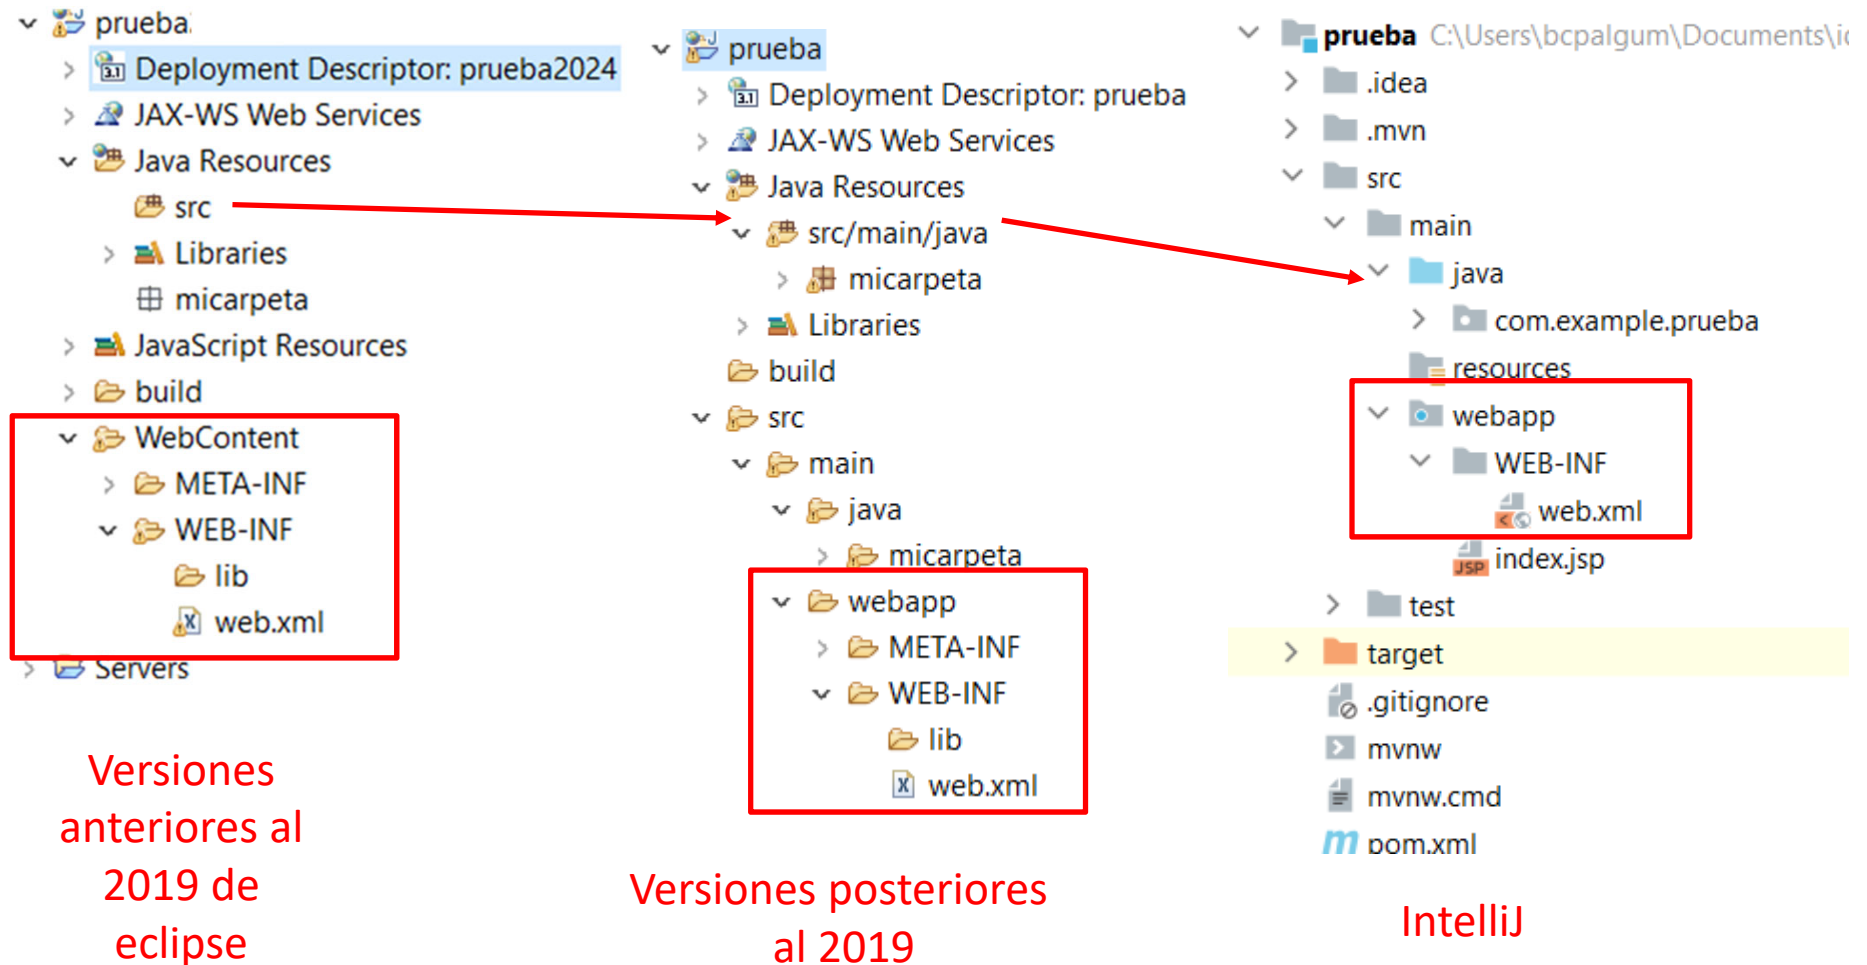 prueba
Deployment Descriptor: prueba2024
JAX-WS Web Services
Java Resources
src
Libraries
micarpeta
JavaScript Resources
build
WebContent
META-INF
WEB-INF
lib
web.xml
Servers
Versiones
anteriores al
2019 de
eclipse
prueba
Deployment Descriptor: prueba
JAX-WS Web Services
Java Resources
src/main/java
micarpeta
Libraries
build
src
main
java
micarpeta
webapp
META-INF
WEB-INF
lib
web.xml
Versiones posteriores
al 2019
prueba C:\Users\bcpalgum\Documents\ic
.idea
.mvn
src
main
java
com.example.prueba
resources
webapp
WEB-INF
web.xml
index.jsp
test
target
.gitignore
mvnw
mvnw.cmd
pom.xml
IntelliJ